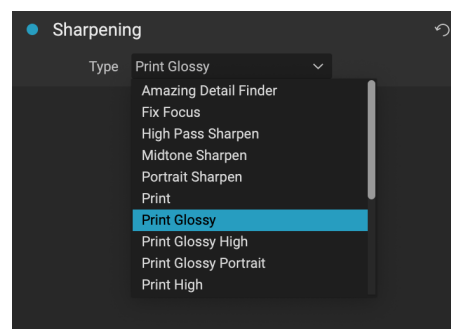 Sharpening
Type Print Glossy
Amazing Detail Finder
Fix Focus
High Pass Sharpen
Midtone Sharpen
Portrait Sharpen
Print
Print Glossy
Print Glossy High
Print Glossy Portrait
Print High